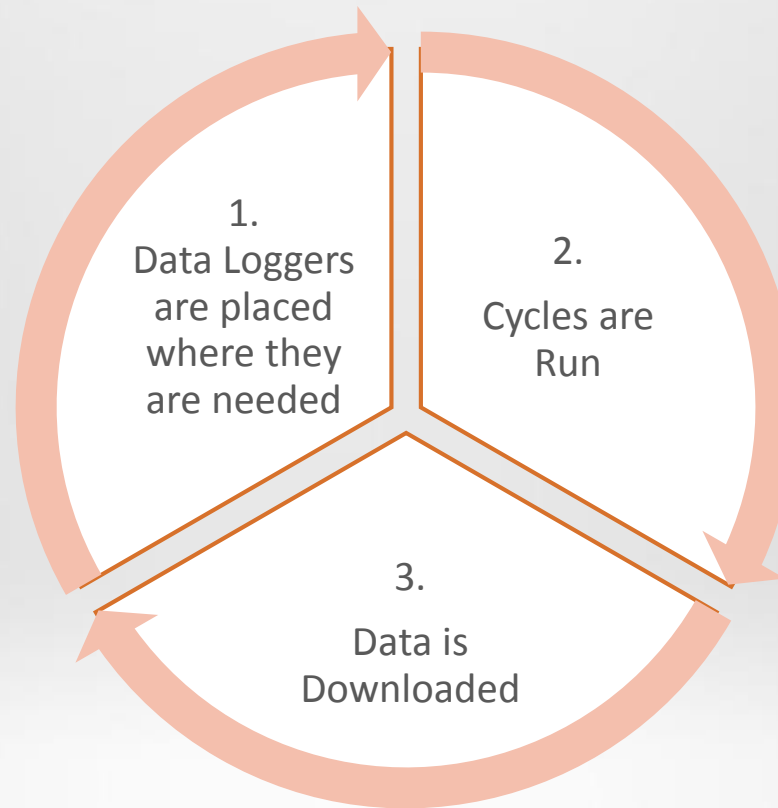 1.
Data Loggers
are placed
where they
are needed
2.
Cycles are
Run
3.
Data is
Downloaded